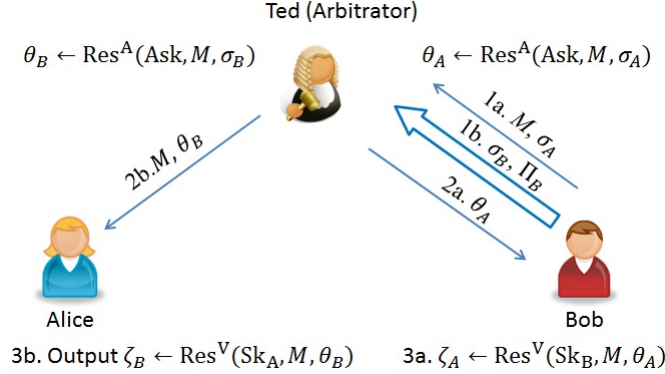 Ted (Arbitrator)
θ_B ← Res^A(Ask, M, σ_B)
θ_A ← Res^A(Ask, M, σ_A)
1a. M, σ_A
1b. σ_B, Π_B
2b.M, θ_B
2a. θ_A
Alice
Bob
3b. Output ζ_B ← Res^V(Sk_A, M, θ_B)
3a. ζ_A ← Res^V(Sk_B, M, θ_A)